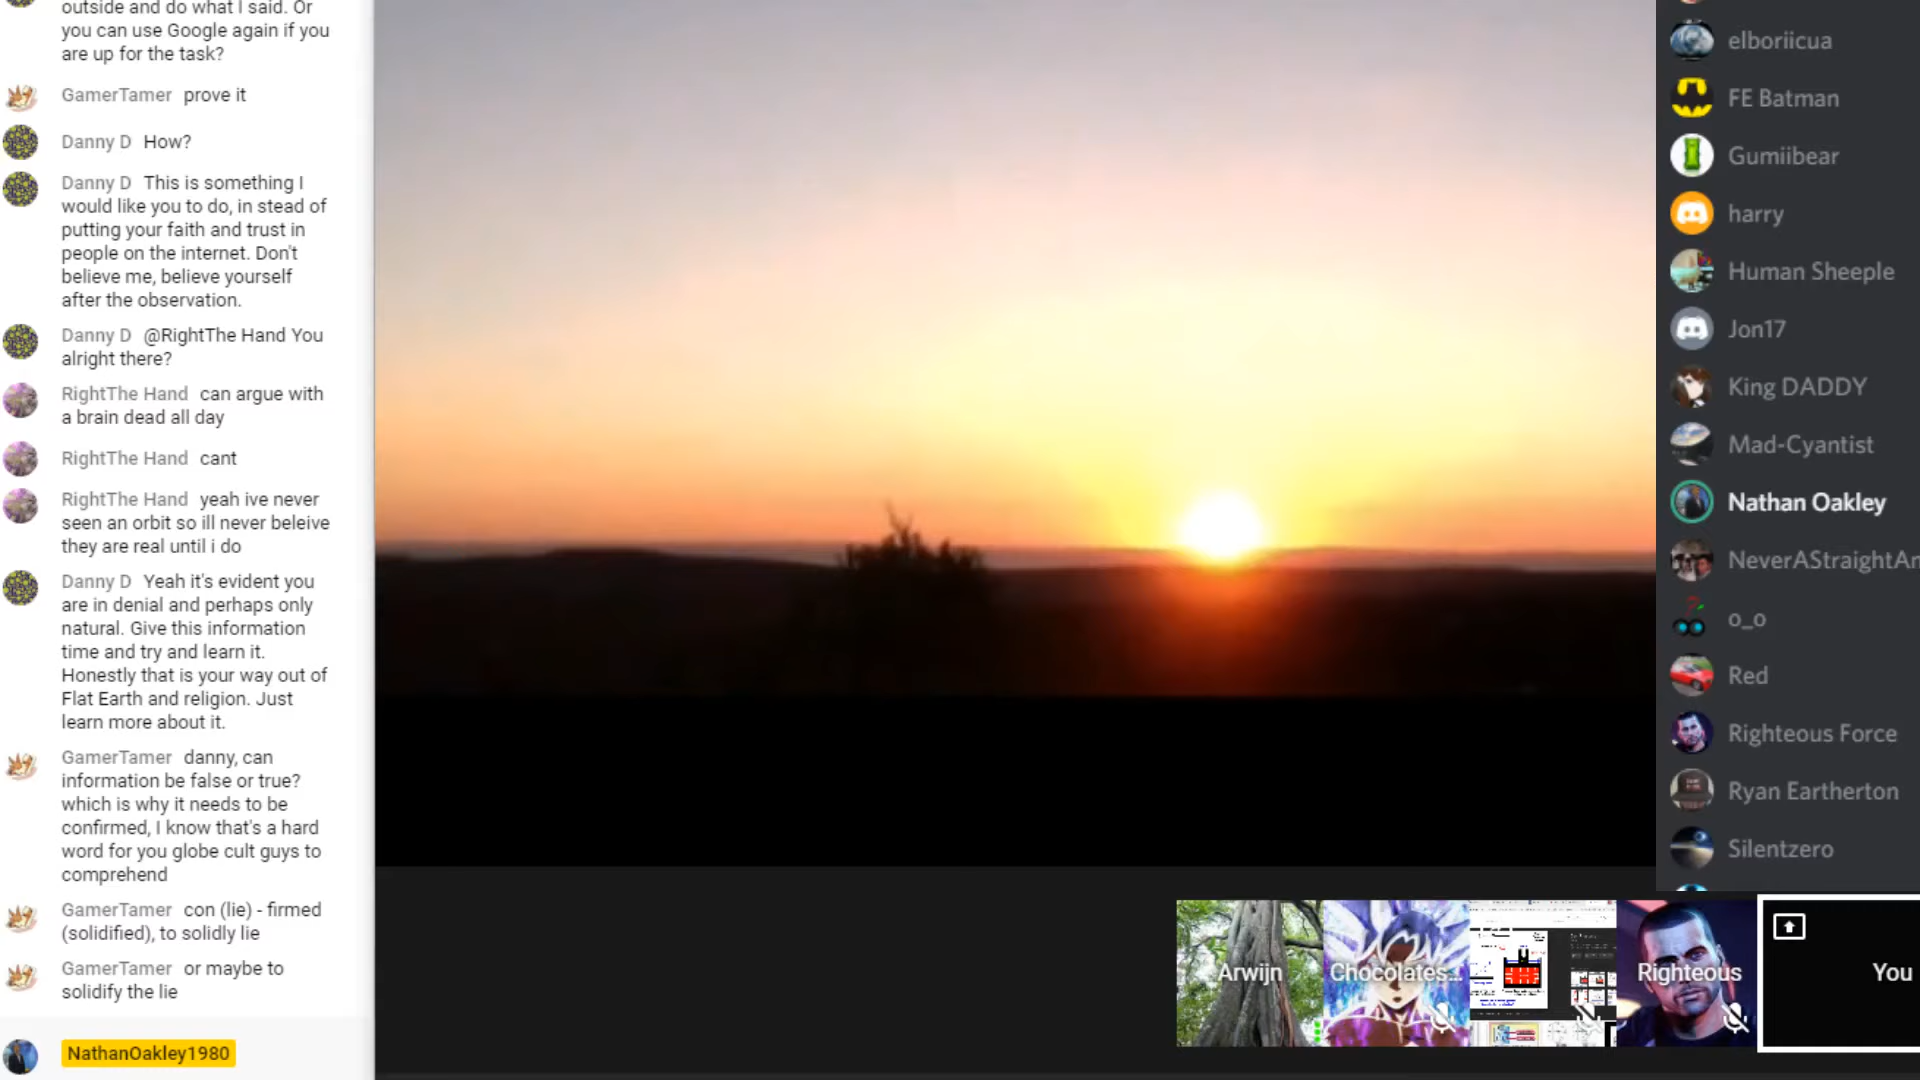 outside and do what I said. Or
you can use Google again if you
are up for the task?
GamerTamer prove it
Danny D How?
Danny D This is something I
would like you to do, in stead of
putting your faith and trust in
people on the internet. Don't
believe me, believe yourself
after the observation.
Danny D @RightThe Hand You
alright there?
RightThe Hand can argue with
a brain dead all day
RightThe Hand cant
RightThe Hand yeah ive never
seen an orbit so ill never beleive
they are real until i do
Danny D Yeah it's evident you
are in denial and perhaps only
natural. Give this information
time and try and learn it.
Honestly that is your way out of
Flat Earth and religion. Just
learn more about it.
GamerTamer danny, can
information be false or true?
which is why it needs to be
confirmed, I know that's a hard
word for you globe cult guys to
comprehend
GamerTamer con (lie) - firmed
(solidified), to solidly lie
GamerTamer or maybe to
solidify the lie
NathanOakley1980
elboriicua
FE Batman
Gumiibear
harry
Human Sheeple
Jon17
King DADDY
Mad-Cyantist
Nathan Oakley
NeverAStraightAn
o_o
Red
Righteous Force
Ryan Eartherton
Silentzero
Arwijn
Chocolates...
Righteous
You